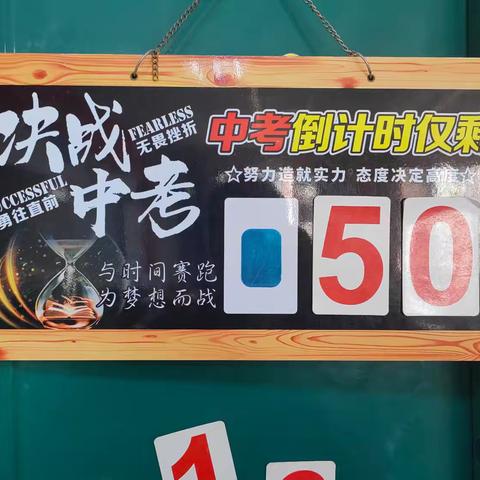 决战
中考
FEARLESS
无畏挫折
SUCCESSFUL
勇往直前
与时间赛跑
为梦想而战
中考倒计时仅剩
☆努力造就实力 态度决定高度☆
50
1